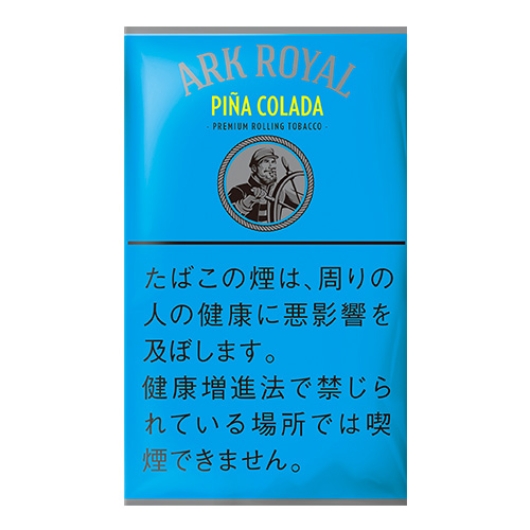 ARK ROYAL
PIÑA COLADA
- PREMIUM ROLLING TOBACCO -
たばこの煙は、周りの
人の健康に悪影響を
及ぼします。
健康増進法で禁じら
れている場所では喫
煙できません。